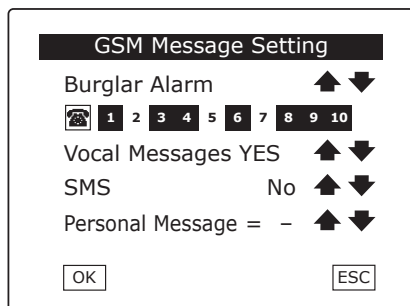 GSM Message Setting
Burglar Alarm
1 2 3 4 5 6 7 8 9 10
Vocal Messages YES
SMS No
Personal Message = –
OK ESC